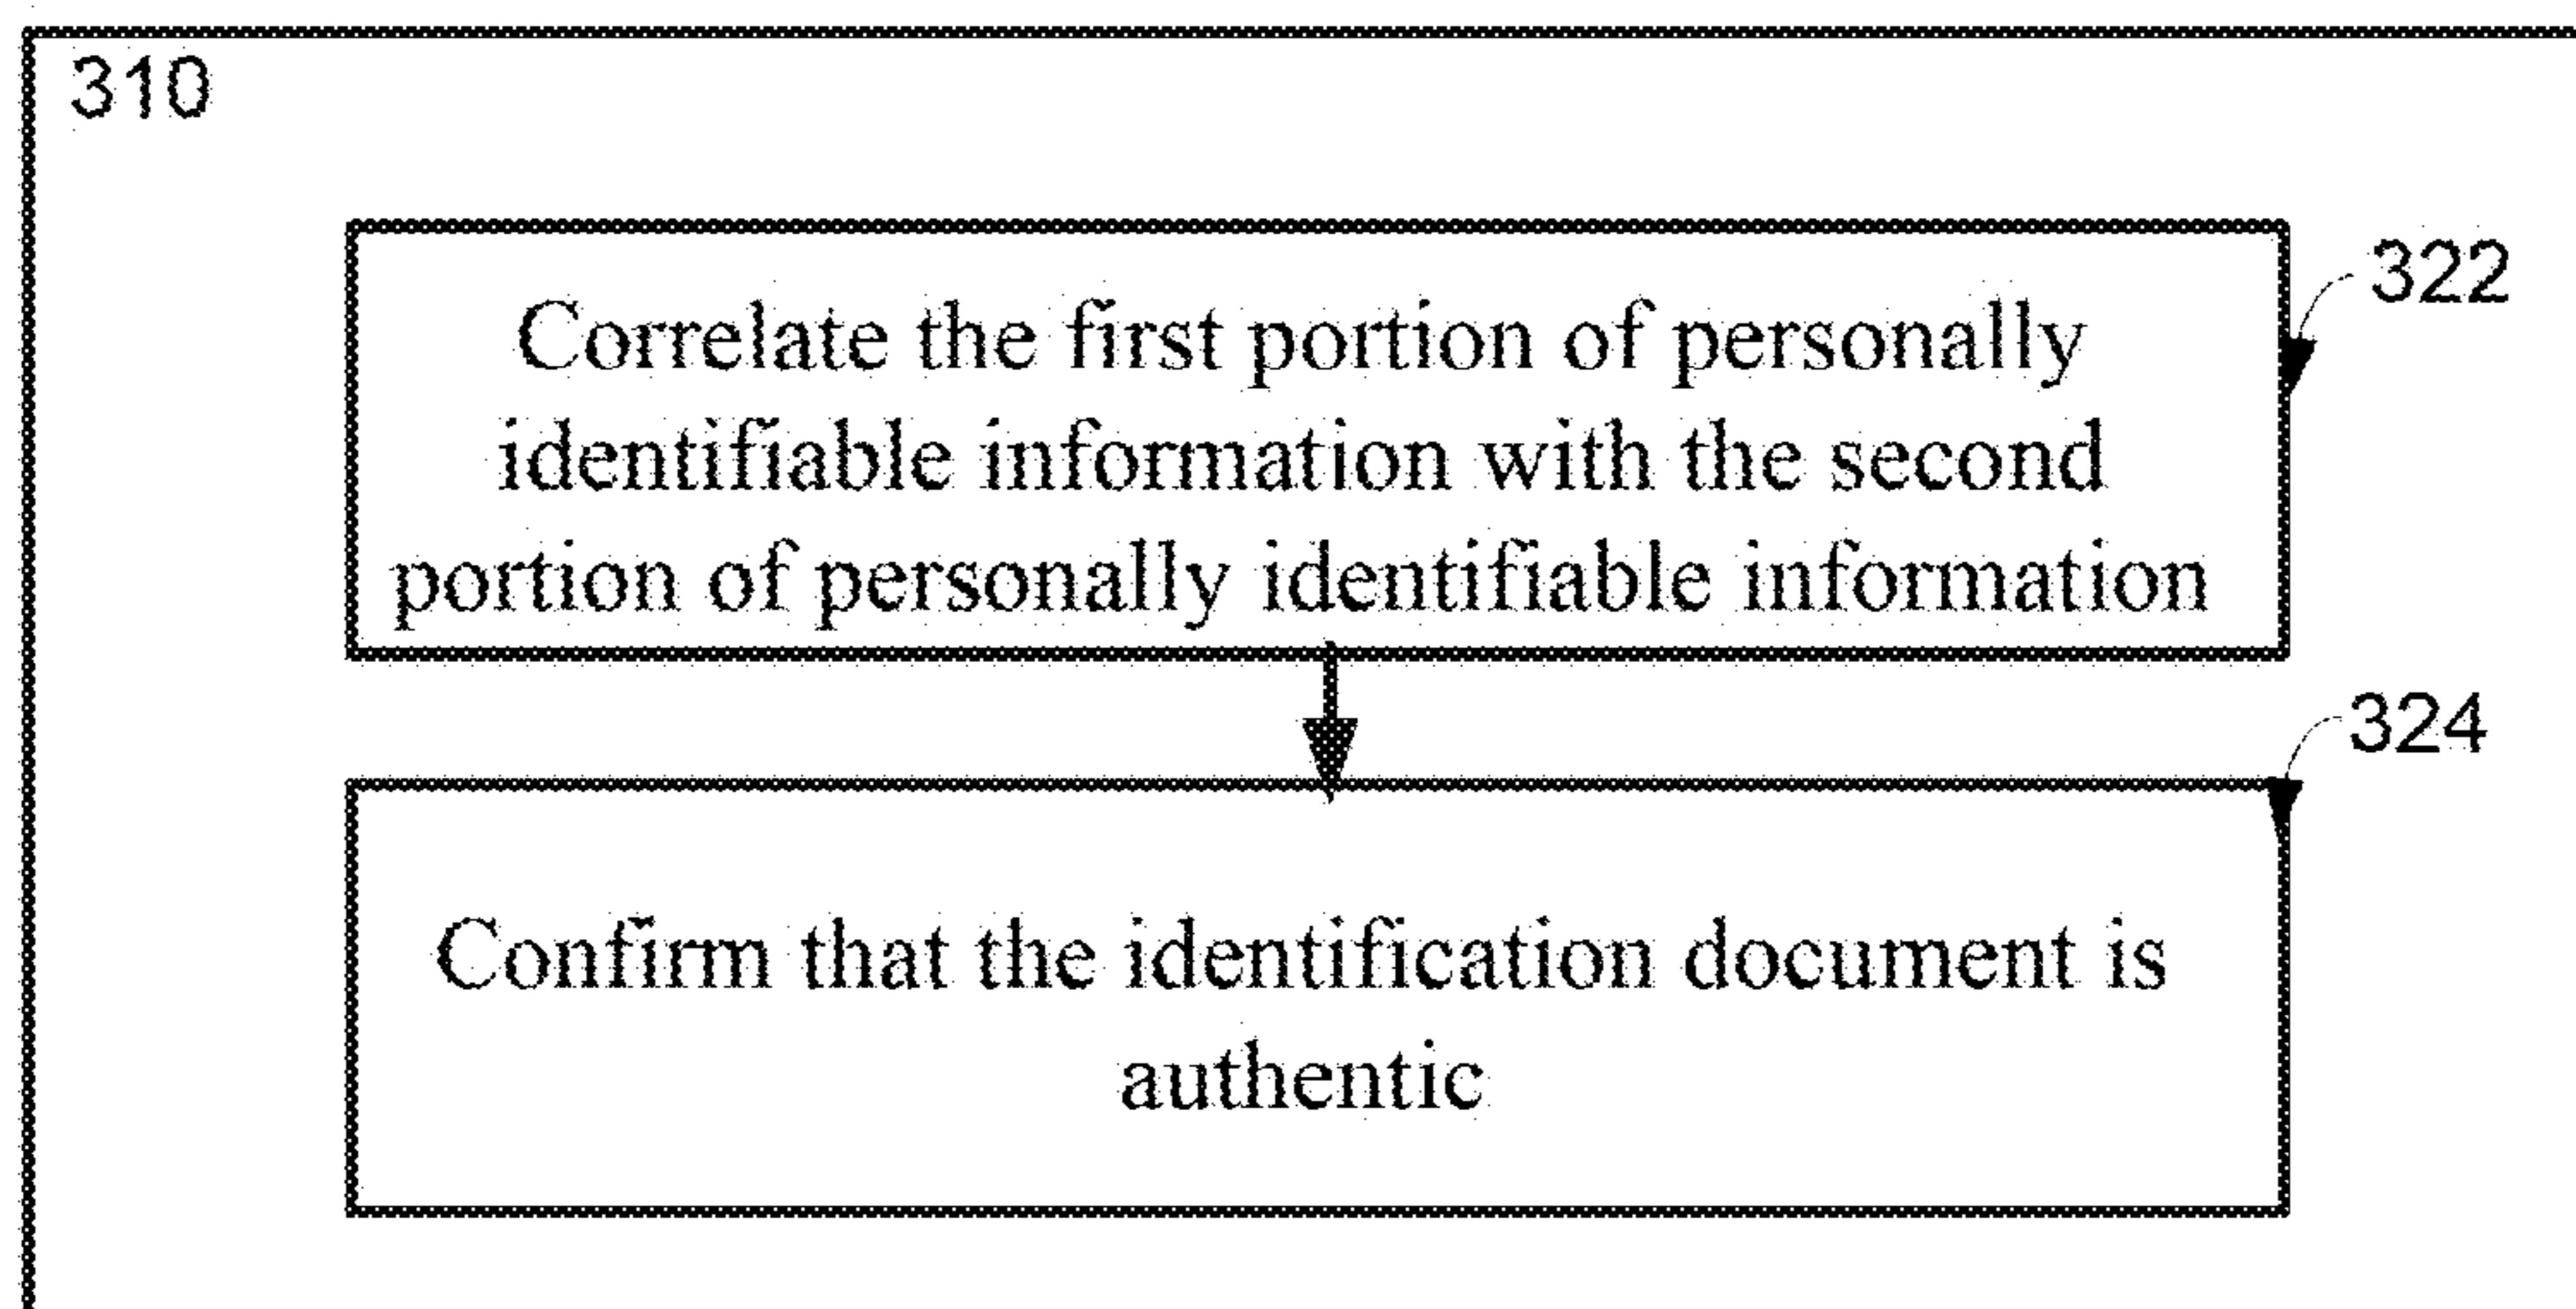 310
322
Correlate the first portion of personally
identifiable information with the second
portion of personally identifiable information
324
Confirm that the identification document is
authentic